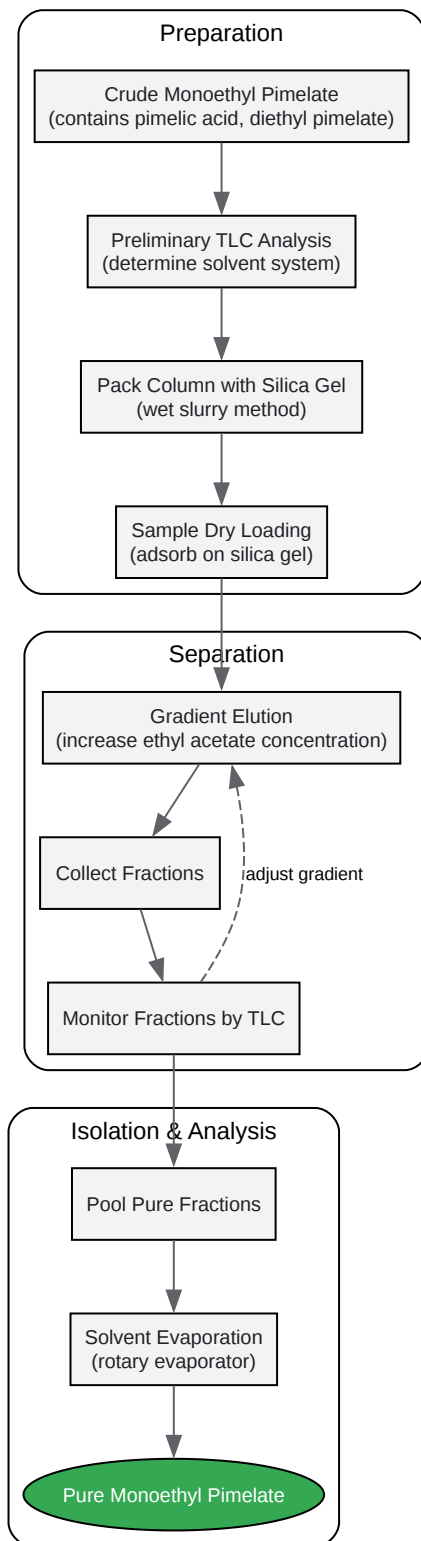 Preparation
Crude Monoethyl Pimelate
(contains pimelic acid, diethyl pimelate)
Preliminary TLC Analysis
(determine solvent system)
Pack Column with Silica Gel
(wet slurry method)
Sample Dry Loading
(adsorb on silica gel)
Separation
Gradient Elution
(increase ethyl acetate concentration)
Collect Fractions
adjust gradient
Monitor Fractions by TLC
Isolation & Analysis
Pool Pure Fractions
Solvent Evaporation
(rotary evaporator)
Pure Monoethyl Pimelate